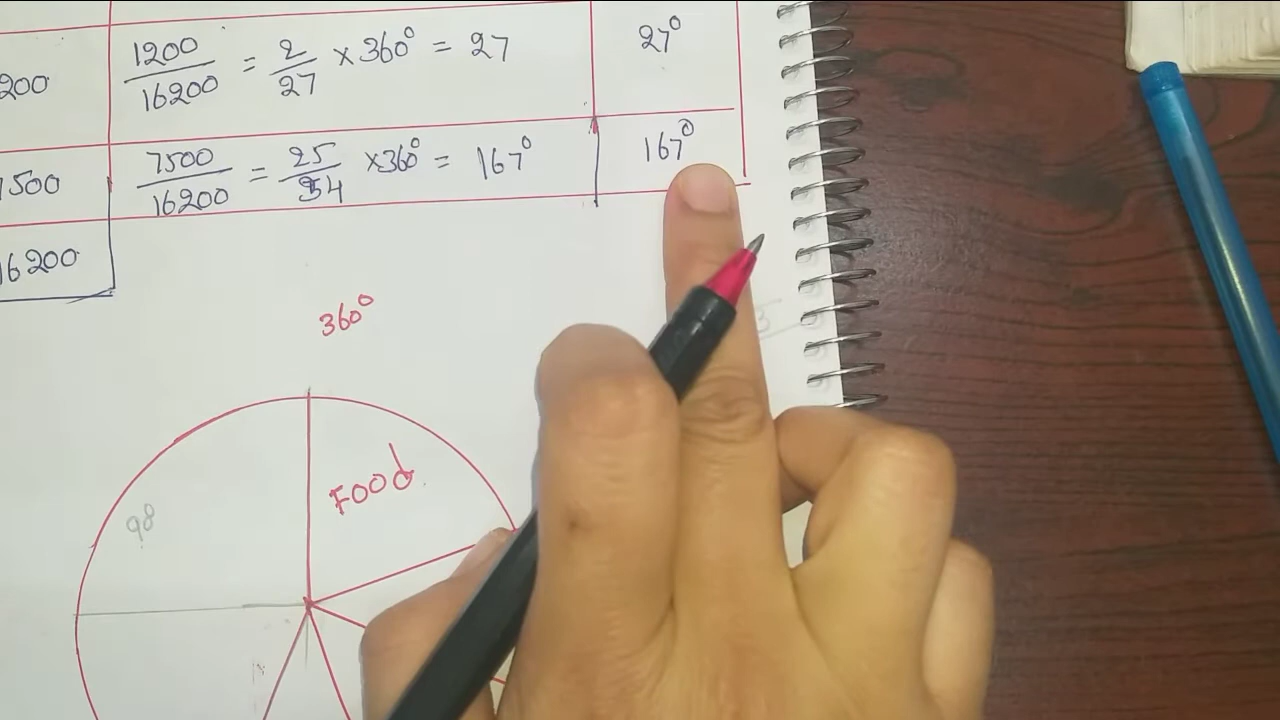 200 1200/16200 = 2/27 ×360° = 27 27°
7500 7500/16200 = 25/54 ×360° = 167° 167°
16200
360°
FOOD
98